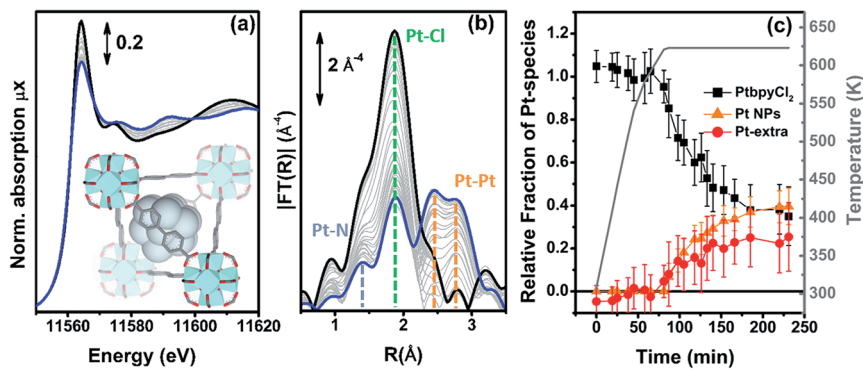 (a)
0.2
Norm. absorption μx
11560 11580 11600 11620
Energy (eV)
(b)
Pt-Cl
2 Å⁻⁴
Pt-Pt
Pt-N
|FT(R)| (Å⁻⁴)
1 2 3
R(Å)
(c)
1.2
1.0
0.8
0.6
0.4
0.2
0.0
Relative Fraction of Pt-species
PtbpyCl₂
Pt NPs
Pt-extra
650
600
550
500
450
400
350
300
Temperature (K)
0 50 100 150 200 250
Time (min)